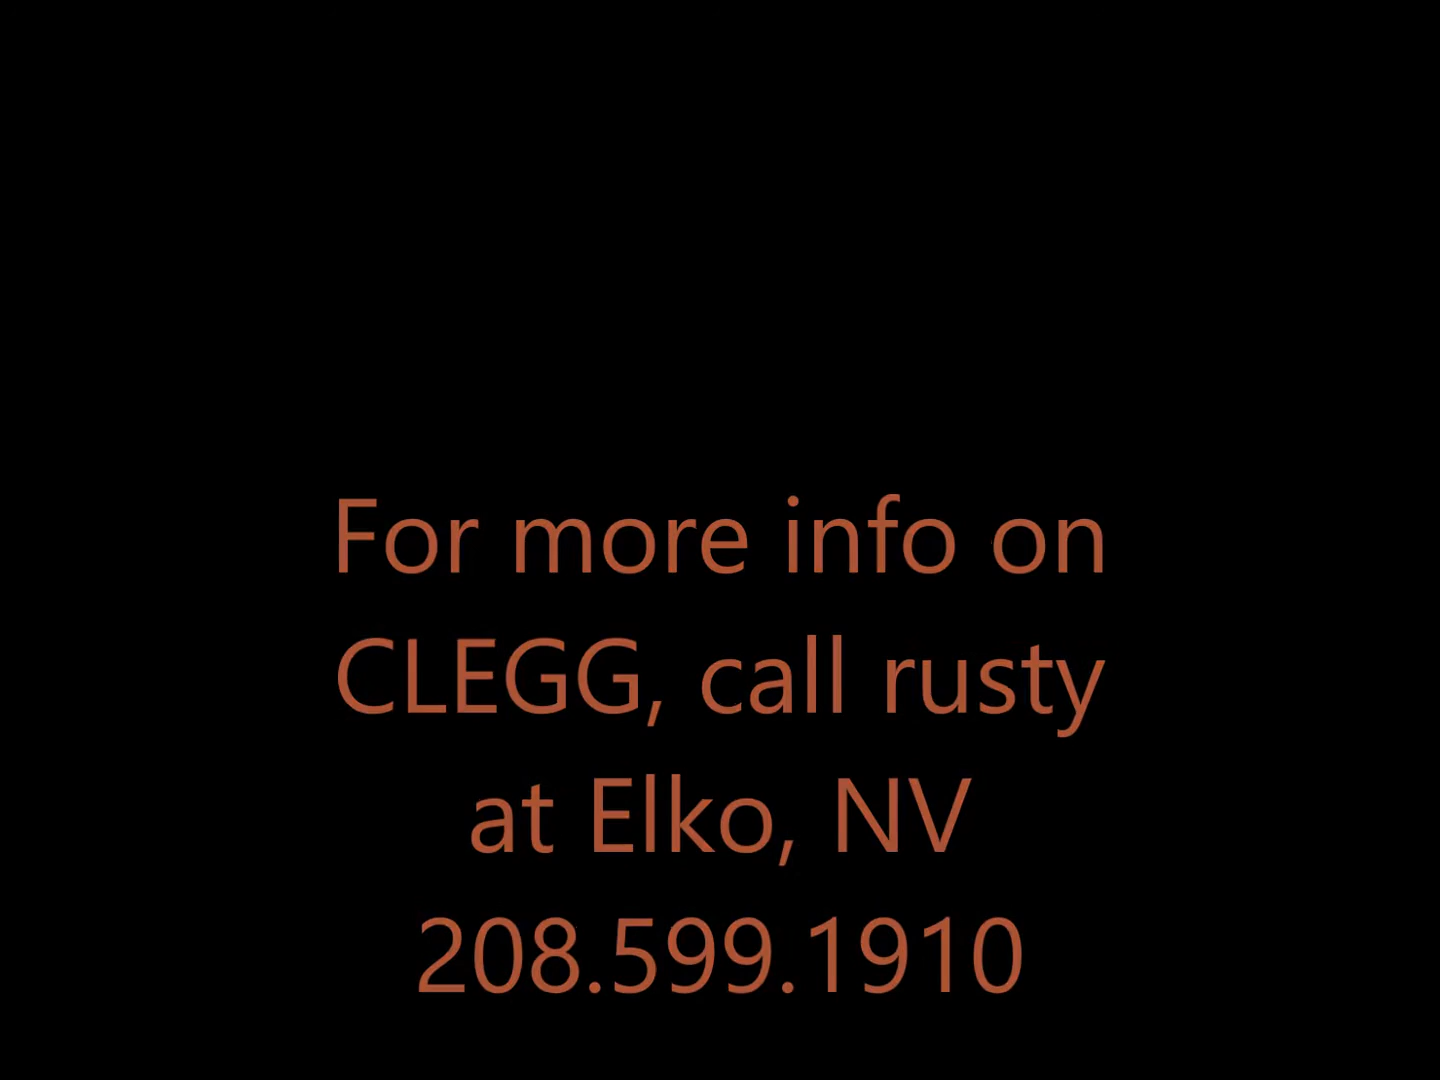 For more info on
CLEGG, call rusty
at Elko, NV
208.599.1910